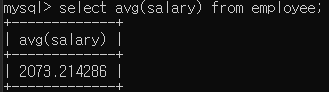 mysql> select avg(salary) from employee;
+-------------+
| avg(salary) |
+-------------+
| 2073.214286 |
+-------------+